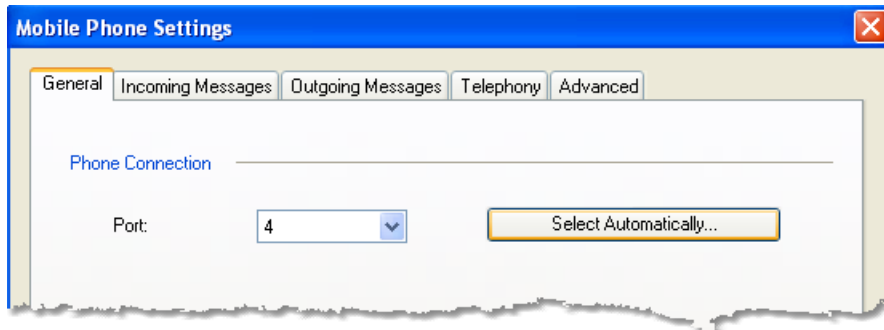 Mobile Phone Settings
General Incoming Messages Outgoing Messages Telephony Advanced
Phone Connection
Port: 4 Select Automatically...